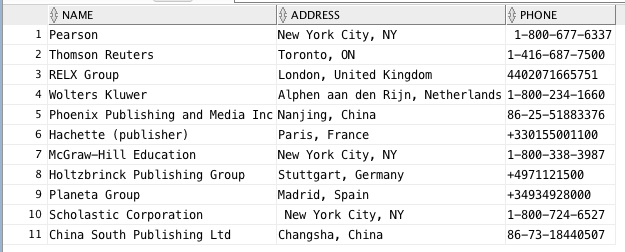 NAME ADDRESS PHONE
1 Pearson New York City, NY 1-800-677-6337
2 Thomson Reuters Toronto, ON 1-416-687-7500
3 RELX Group London, United Kingdom 4402071665751
4 Wolters Kluwer Alphen aan den Rijn, Netherlands 1-800-234-1660
5 Phoenix Publishing and Media Inc Nanjing, China 86-25-51883376
6 Hachette (publisher) Paris, France +330155001100
7 McGraw-Hill Education New York City, NY 1-800-338-3987
8 Holtzbrinck Publishing Group Stuttgart, Germany +4971121500
9 Planeta Group Madrid, Spain +34934928000
10 Scholastic Corporation New York City, NY 1-800-724-6527
11 China South Publishing Ltd Changsha, China 86-73-18440507